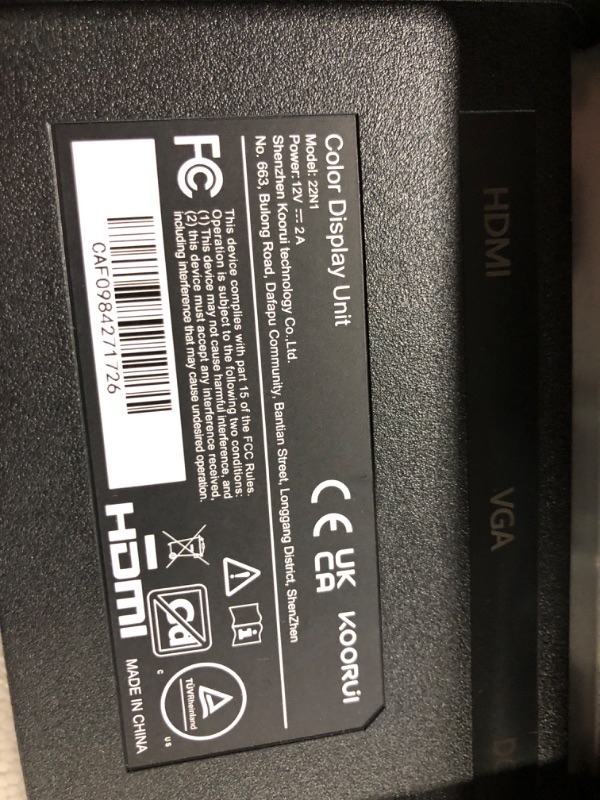 HDMI
VGA
Color Display Unit
Model: 22N1
Power: 12V ⎓ 2A
Shenzhen Koorui technology Co.,Ltd.
No. 663, Bulong Road, Dafapu Community, Bantian Street, Longgang District, ShenZhen
CE
UK
CA
KOORUI
FC
This device complies with part 15 of the FCC Rules.
Operation is subject to the following two conditions:
(1) This device may not cause harmful interference, and
(2) this device must accept any interference received,
including interference that may cause undesired operation.
CAF0984271726
i
Cd
TÜVRheinland
C
US
HDMI
MADE IN CHINA